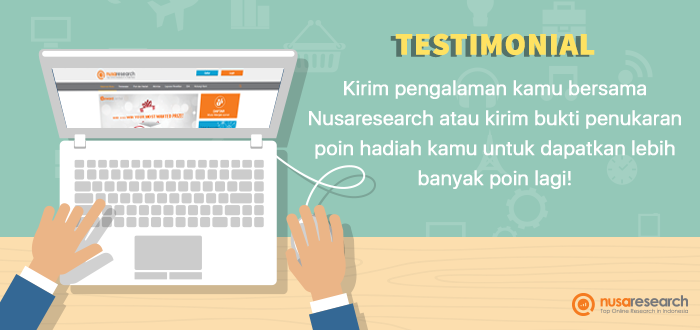 TESTIMONIAL
Kirim pengalaman kamu bersama
Nusaresearch atau kirim bukti penukaran
poin hadiah kamu untuk dapatkan lebih
banyak poin lagi!
nusaresearch
nusaresearch
Top Online Research in Indonesia